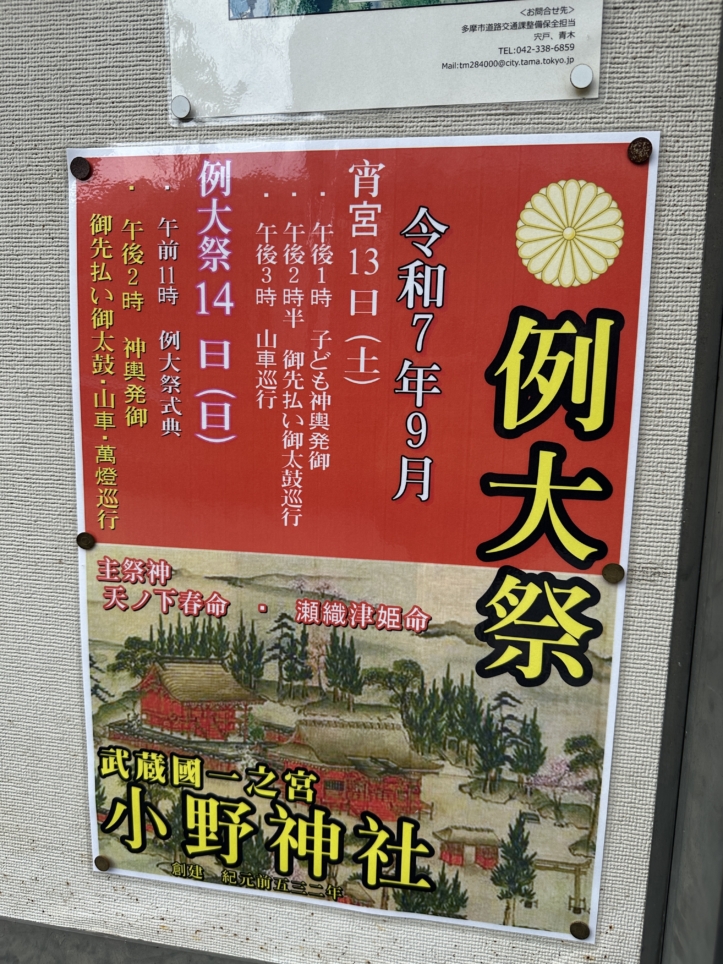 ＜お問合せ先＞
多摩市道路交通課整備保全担当
宍戸、青木
TEL:042-338-6859
Mail:tm284000@city.tama.tokyo.jp
例大祭
令和7年9月
宵宮13日(土)
・午後1時 子ども神輿発御
・午後2時半 御先払い御太鼓巡行
・午後3時 山車巡行
例大祭14日(日)
・午前11時 例大祭式典
・午後2時 神輿発御
御先払い御太鼓・山車・萬燈巡行
主祭神
天ノ下春命 ・ 瀬織津姫命
武蔵國一之宮
小野神社
創建 紀元前五三二年